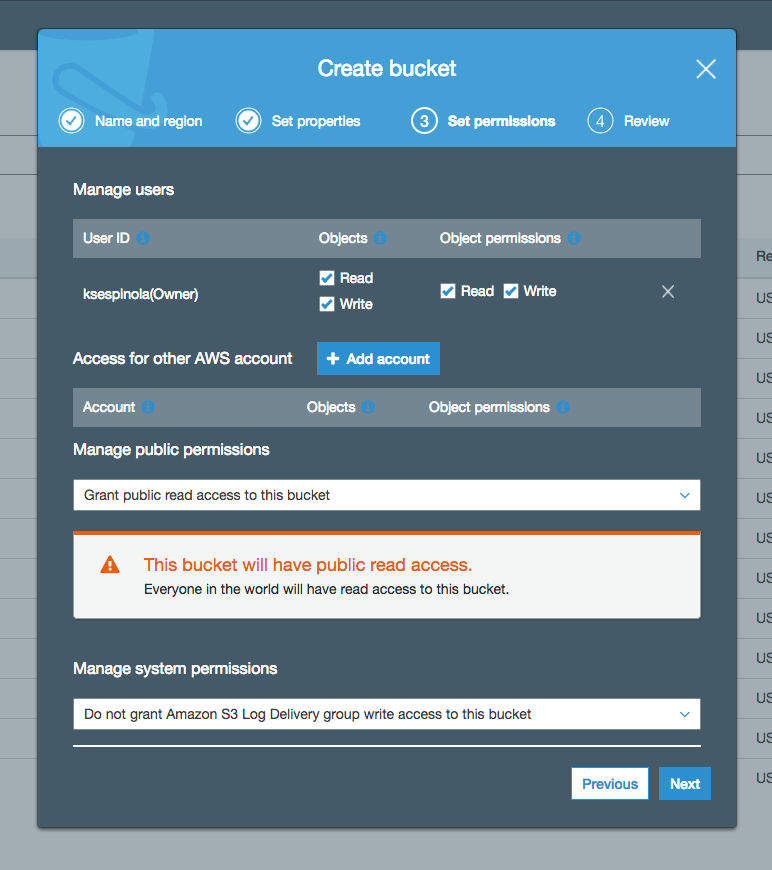 Create bucket
Name and region
Set properties
3 Set permissions
4 Review
Manage users
User ID Objects Object permissions
ksespinola(Owner)
Read
Write
Read Write
Access for other AWS account
Add account
Account Objects Object permissions
Manage public permissions
Grant public read access to this bucket
This bucket will have public read access.
Everyone in the world will have read access to this bucket.
Manage system permissions
Do not grant Amazon S3 Log Delivery group write access to this bucket
Previous Next
Re
US
US
US
US
US
US
US
US
US
US
US
US
US